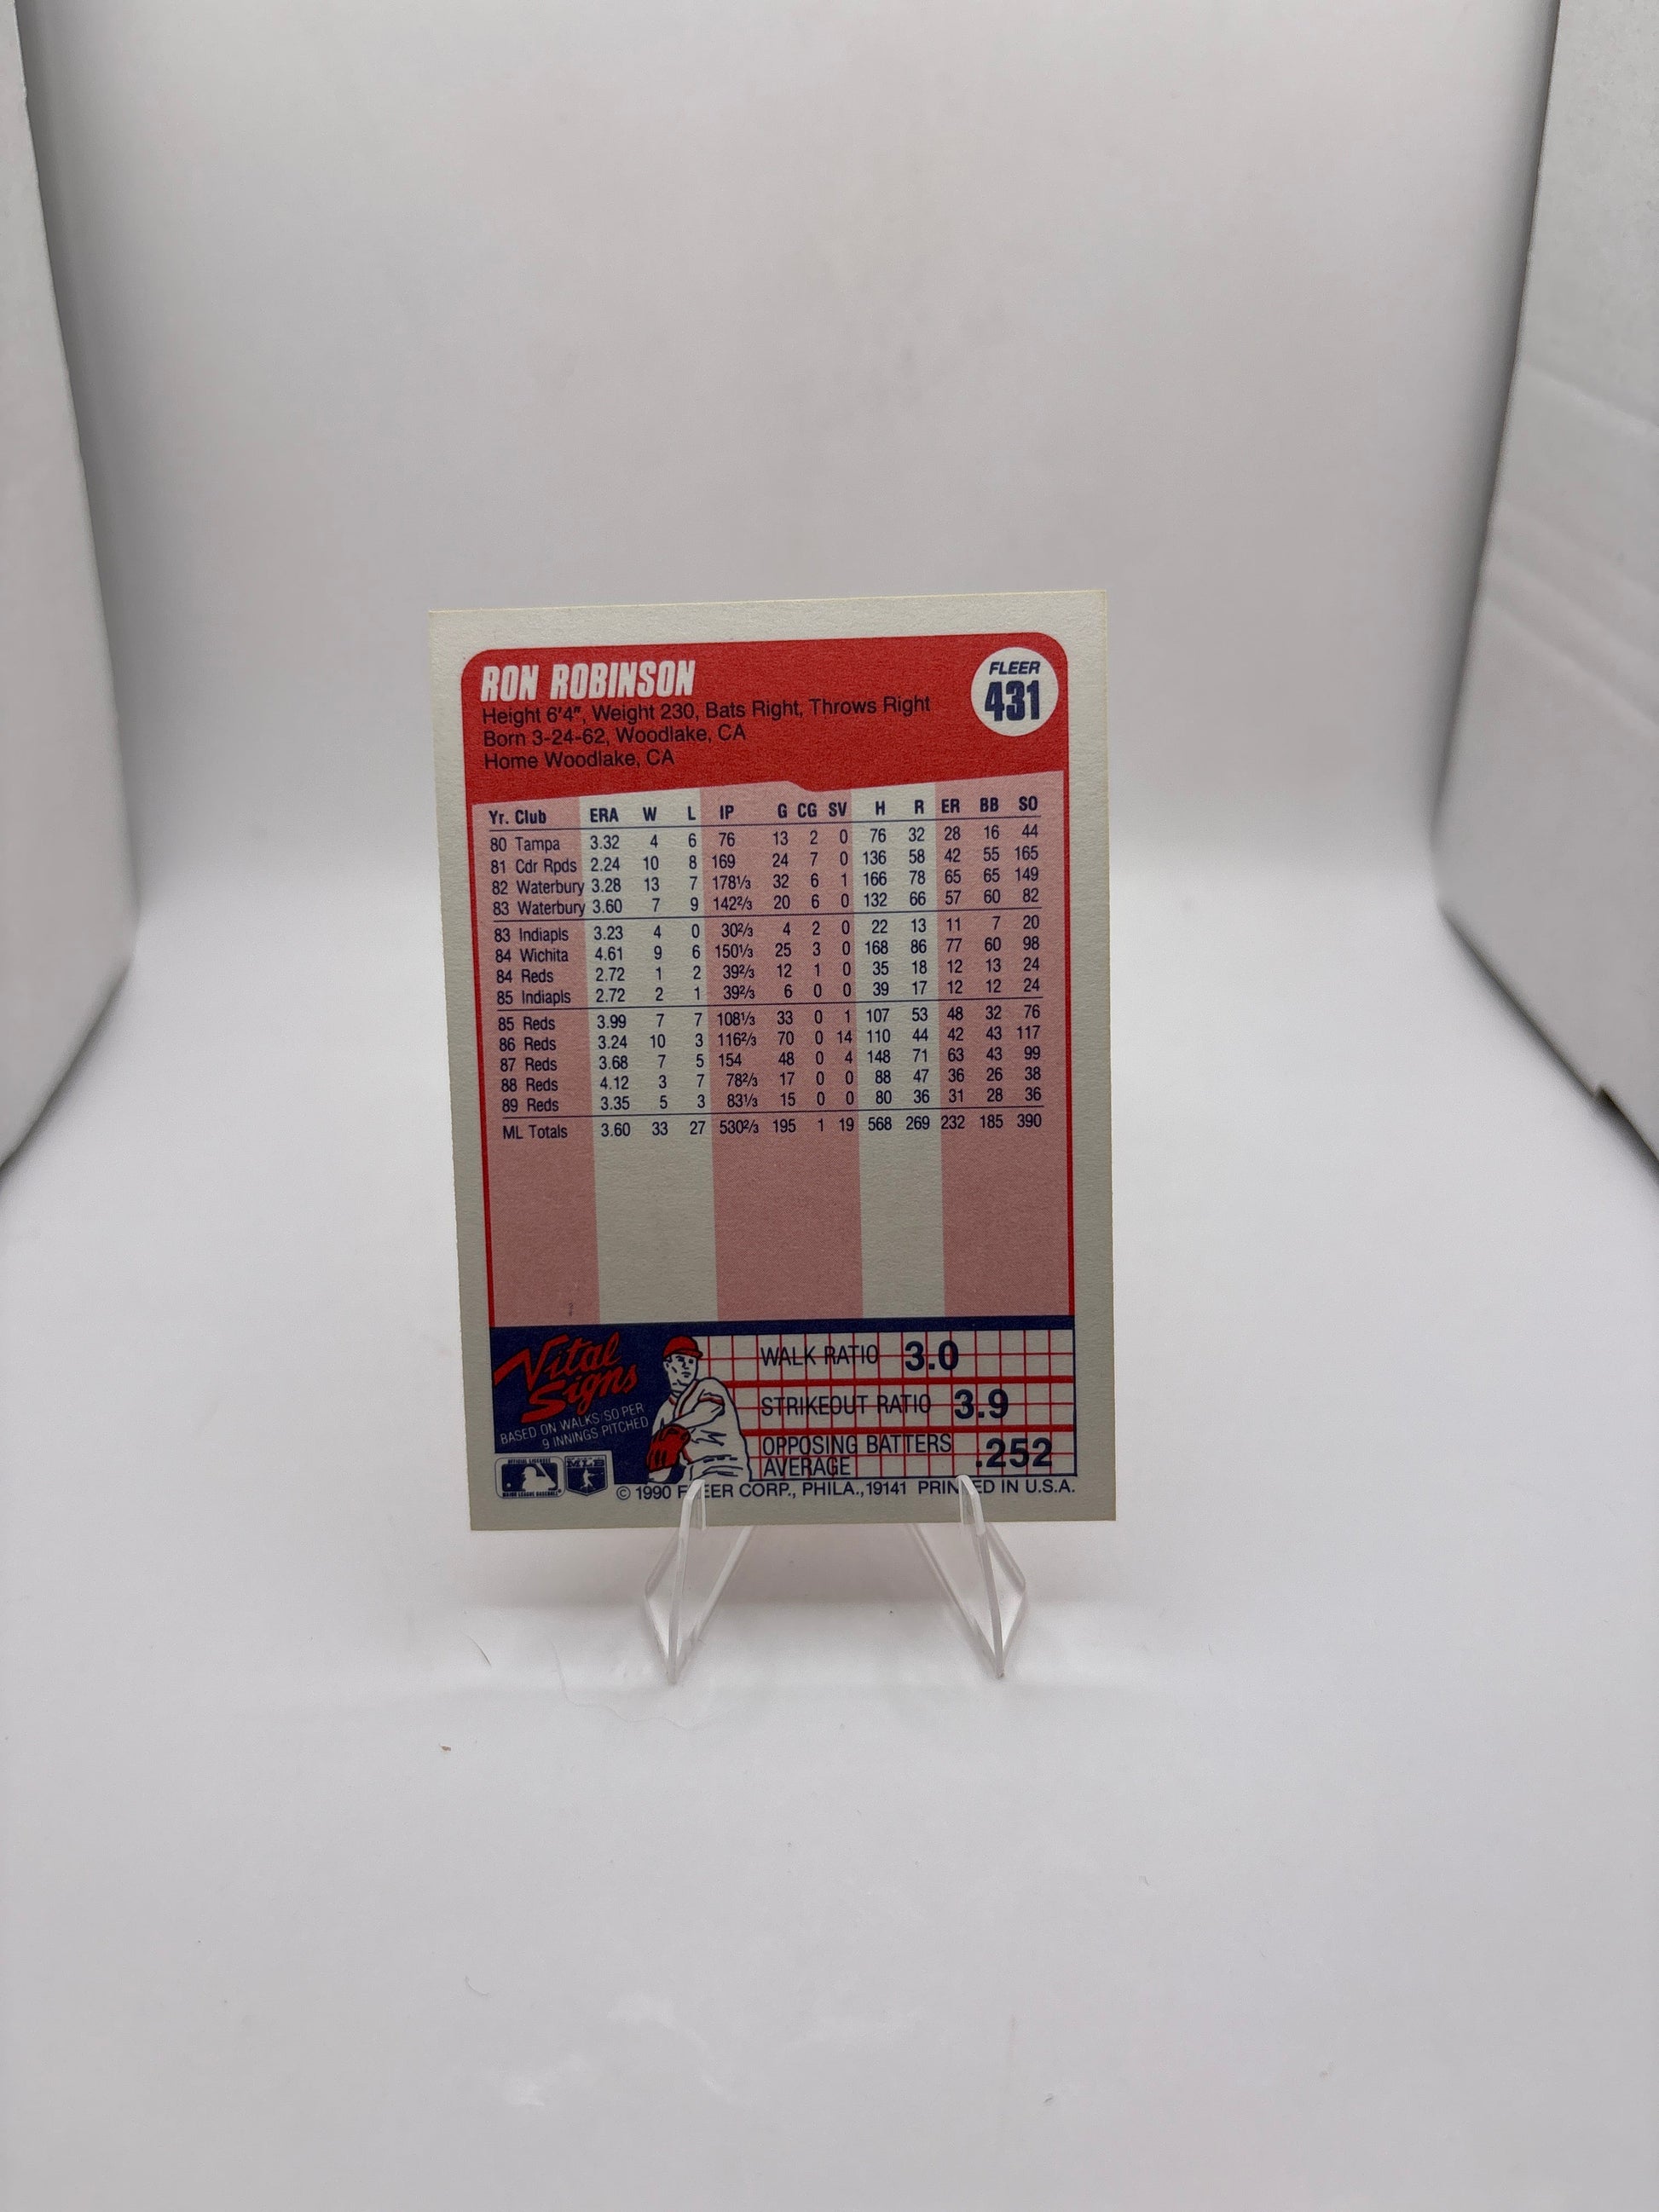 RON ROBINSON
FLEER
431
Height 6'4", Weight 230, Bats Right, Throws Right
Born 3-24-62, Woodlake, CA
Home Woodlake, CA
Yr. Club ERA W L IP G CG SV H R ER BB SO
80 Tampa 3.32 4 6 76 13 2 0 76 32 28 16 44
81 Cdr Rpds 2.24 10 8 169 24 7 0 136 58 42 55 165
82 Waterbury 3.28 13 7 178⅓ 32 6 1 166 78 65 65 149
83 Waterbury 3.60 7 9 142⅔ 20 6 0 132 66 57 60 82
83 Indiapls 3.23 4 0 30⅔ 4 2 0 22 13 11 7 20
84 Wichita 4.61 9 6 150⅓ 25 3 0 168 86 77 60 98
84 Reds 2.72 1 2 39⅔ 12 1 0 35 18 12 13 24
85 Indiapls 2.72 2 1 39⅔ 6 0 0 39 17 12 12 24
85 Reds 3.99 7 7 108⅓ 33 0 1 107 53 48 32 76
86 Reds 3.24 10 3 116⅔ 70 0 14 110 44 42 43 117
87 Reds 3.68 7 5 154 48 0 4 148 71 63 43 99
88 Reds 4.12 3 7 78⅔ 17 0 0 88 47 36 26 38
89 Reds 3.35 5 3 83⅓ 15 0 0 80 36 31 28 36
ML Totals 3.60 33 27 530⅔ 195 1 19 568 269 232 185 390
Vital
Signs
BASED ON WALKS/SO PER
9 INNINGS PITCHED
WALK RATIO 3.0
STRIKEOUT RATIO 3.9
OPPOSING BATTERS
AVERAGE .252
MLB
© 1990 FLEER CORP., PHILA., 19141 PRINTED IN U.S.A.